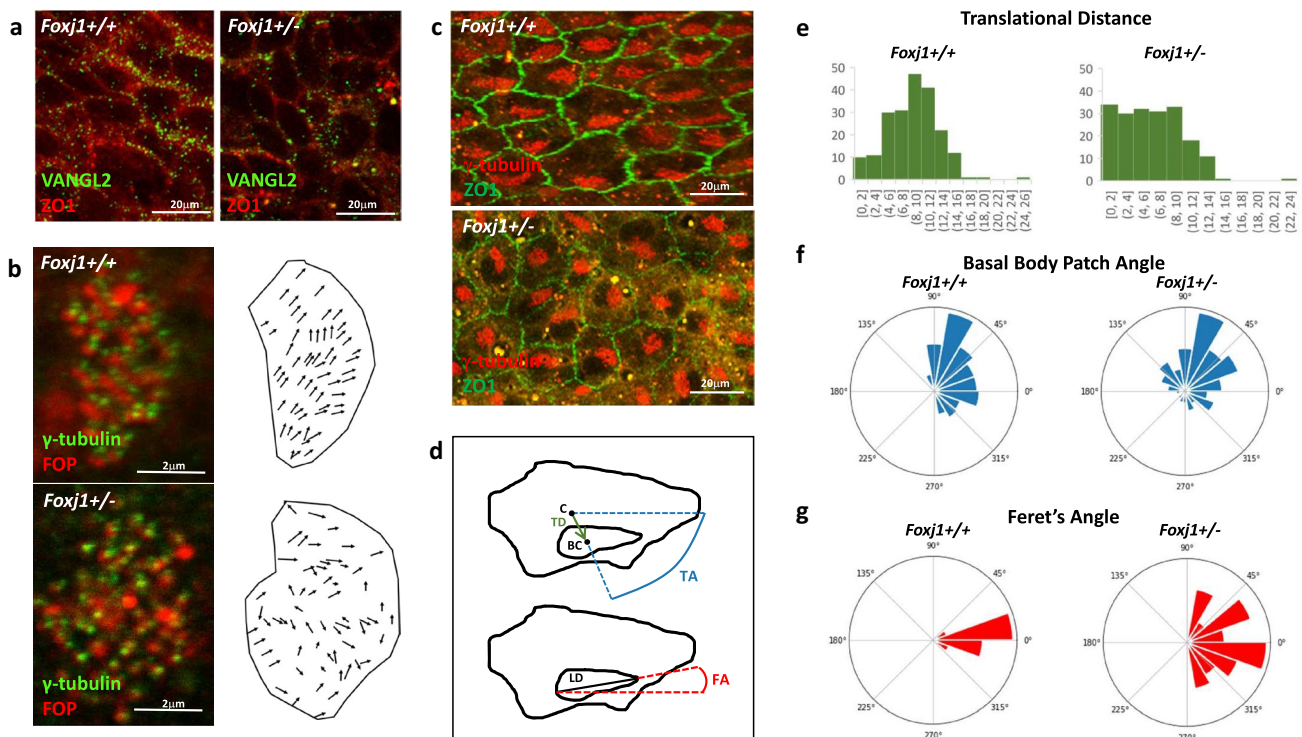 a
Foxj1+/+
VANGL2
ZO1
20μm
Foxj1+/-
VANGL2
ZO1
20μm
b
Foxj1+/+
γ-tubulin
FOP
2μm
Foxj1+/-
γ-tubulin
FOP
2μm
c
Foxj1+/+
γ-tubulin
ZO1
20μm
Foxj1+/-
γ-tubulin
ZO1
20μm
d
C
TD
BC
TA
LD
FA
e
Translational Distance
Foxj1+/+
50
40
30
20
10
0
[0, 2]
(2, 4]
(4, 6]
(6, 8]
(8, 10]
(10, 12]
(12, 14]
(14, 16]
(16, 18]
(18, 20]
(20, 22]
(22, 24]
(24, 26]
Foxj1+/-
50
40
30
20
10
0
[0, 2]
(2, 4]
(4, 6]
(6, 8]
(8, 10]
(10, 12]
(12, 14]
(14, 16]
(16, 18]
(18, 20]
(20, 22]
(22, 24]
f
Basal Body Patch Angle
Foxj1+/+
90°
135°
45°
180°
0°
225°
315°
270°
Foxj1+/-
90°
135°
45°
180°
0°
225°
315°
270°
g
Feret's Angle
Foxj1+/+
90°
135°
45°
180°
0°
225°
315°
270°
Foxj1+/-
90°
135°
45°
180°
0°
225°
315°
270°